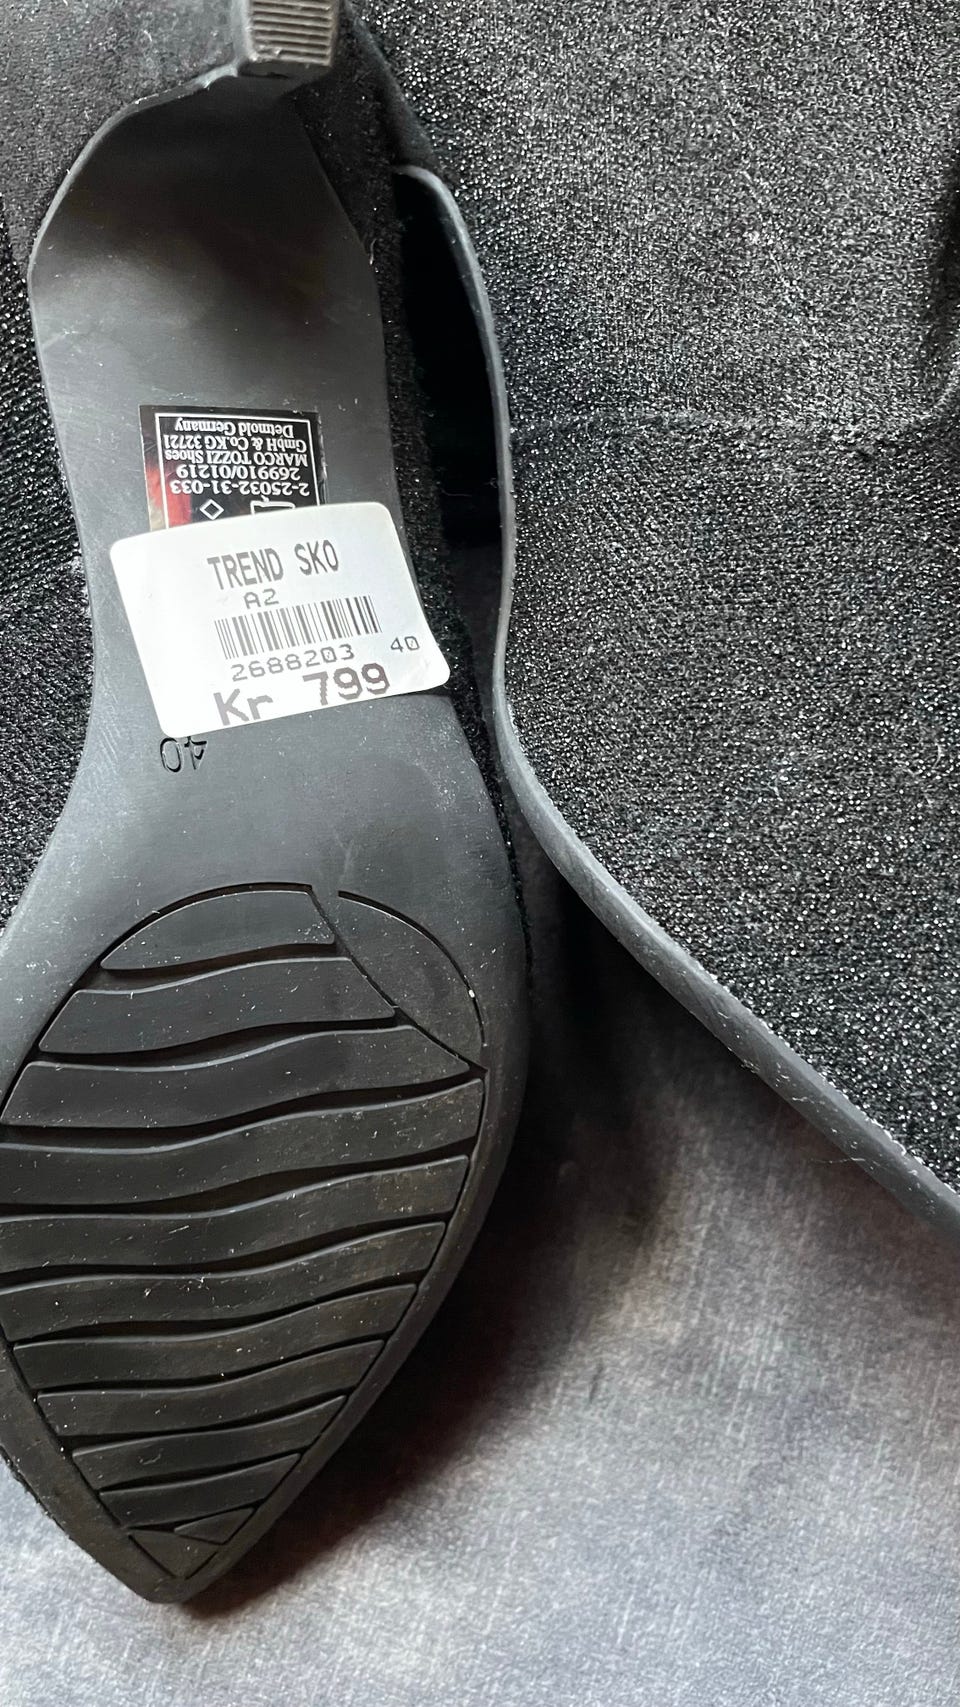 2-25032-31-033
269910/01219
MARCO TOZZI Shoes
GmbH & Co.KG 32721
Detmold Germany
TREND SKO
A2
2688203 40
Kr 799
40